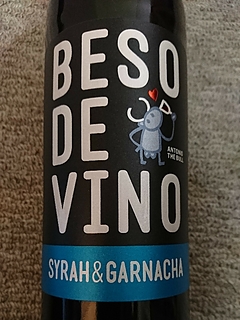 BESO
DE
ANTONIO
THE BULL
VINO
SYRAH&GARNACHA